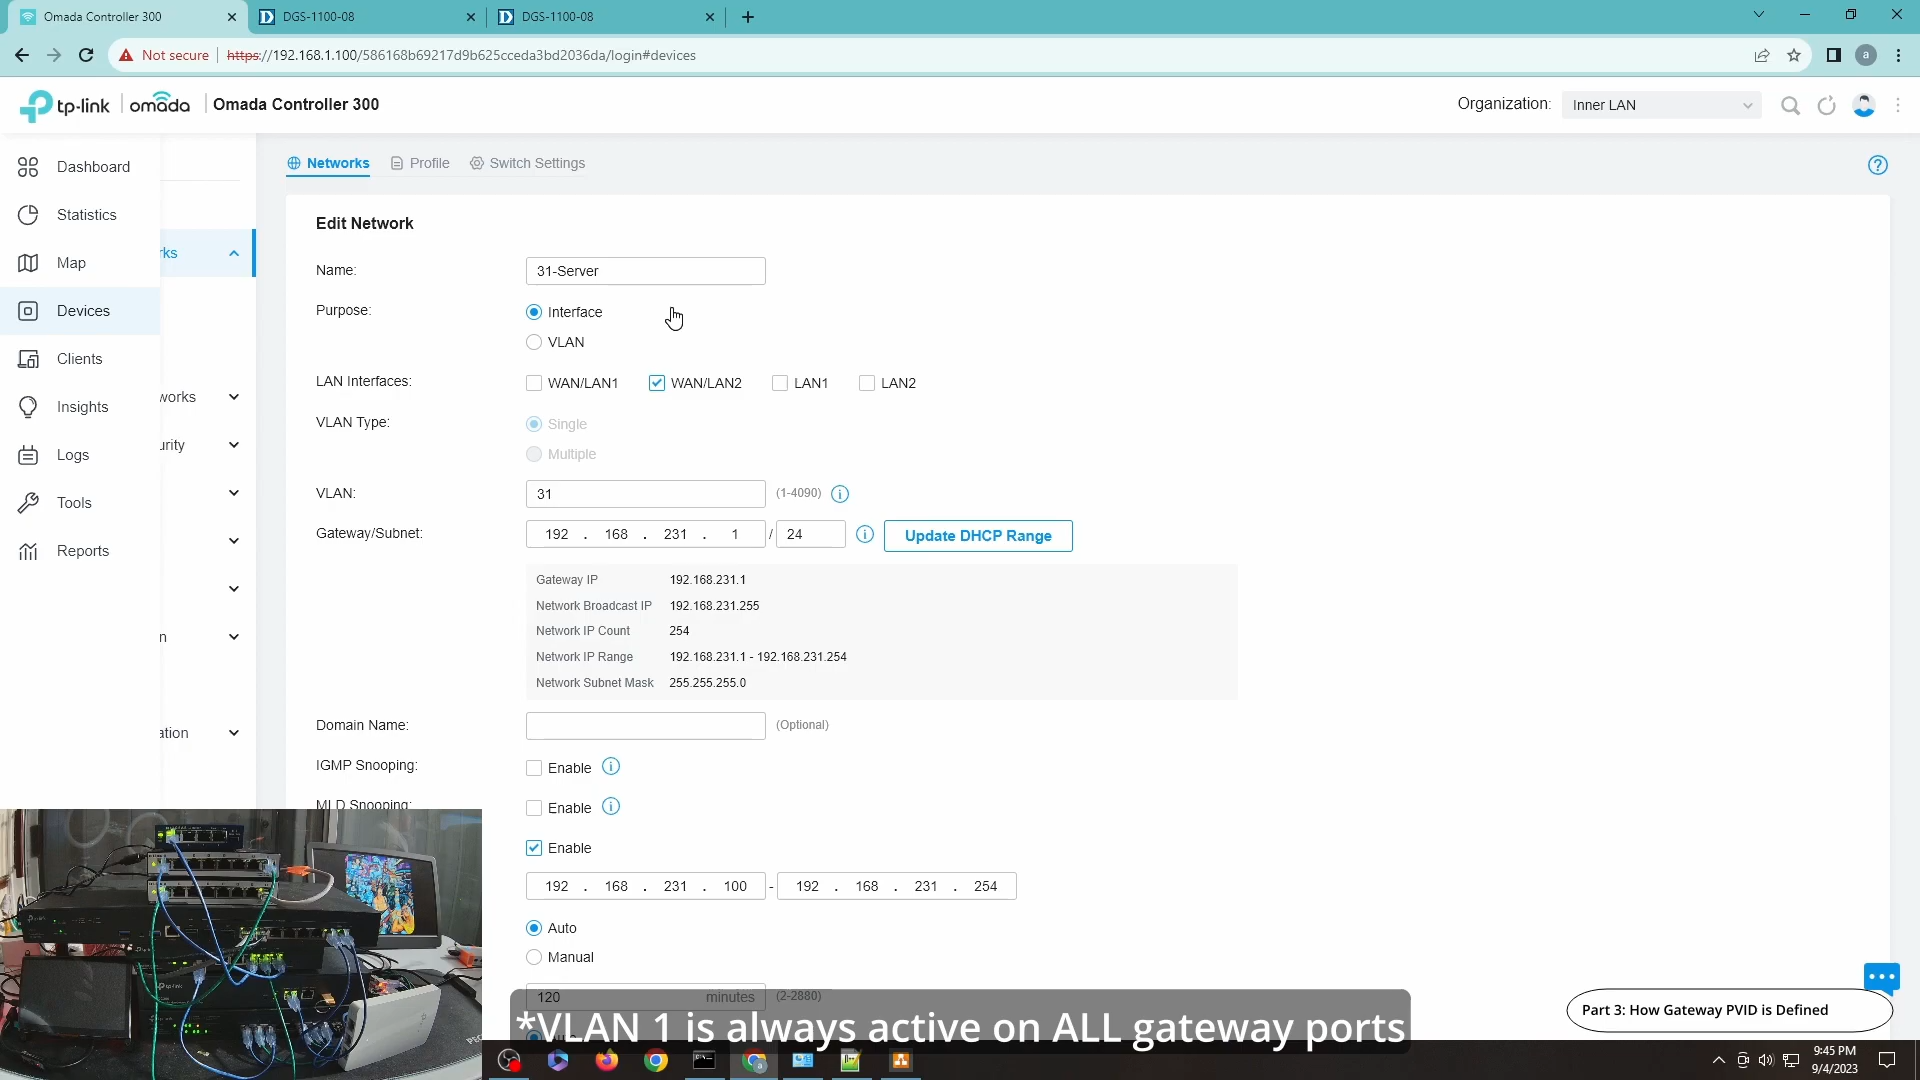 Omada Controller 300
DGS-1100-08
DGS-1100-08
Not secure
https://192.168.1.100/586168b69217d9b625cceda3bd2036da/login#devices
a
tp-link
omada
Omada Controller 300
Organization:
Inner LAN
Dashboard
Statistics
Map
Devices
Clients
Insights
Logs
Tools
Reports
rks
works
urity
n
ation
Networks
Profile
Switch Settings
Edit Network
Name:
31-Server
Purpose:
Interface
VLAN
LAN Interfaces:
WAN/LAN1
WAN/LAN2
LAN1
LAN2
VLAN Type:
Single
Multiple
VLAN:
31
(1-4090)
Gateway/Subnet:
192 . 168 . 231 . 1 / 24
Update DHCP Range
Gateway IP 192.168.231.1
Network Broadcast IP 192.168.231.255
Network IP Count 254
Network IP Range 192.168.231.1 - 192.168.231.254
Network Subnet Mask 255.255.255.0
Domain Name:
(Optional)
IGMP Snooping:
Enable
MLD Snooping:
Enable
Enable
192 . 168 . 231 . 100 - 192 . 168 . 231 . 254
Auto
Manual
120 minutes (2-2880)
*VLAN 1 is always active on ALL gateway ports
Part 3: How Gateway PVID is Defined
9:45 PM
9/4/2023